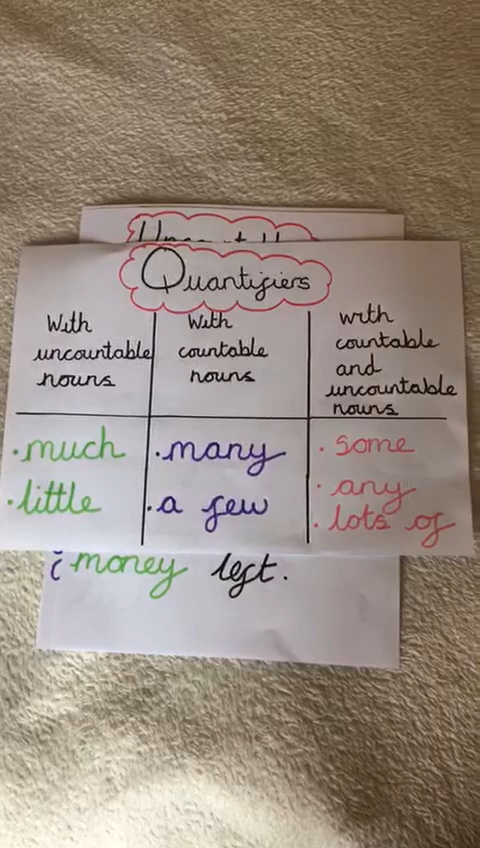 Quantifiers
With
uncountable
nouns
With
countable
nouns
with
countable
and
uncountable
nouns
• much
• little
• many
• a few
• some
• any
• lots of
money left.